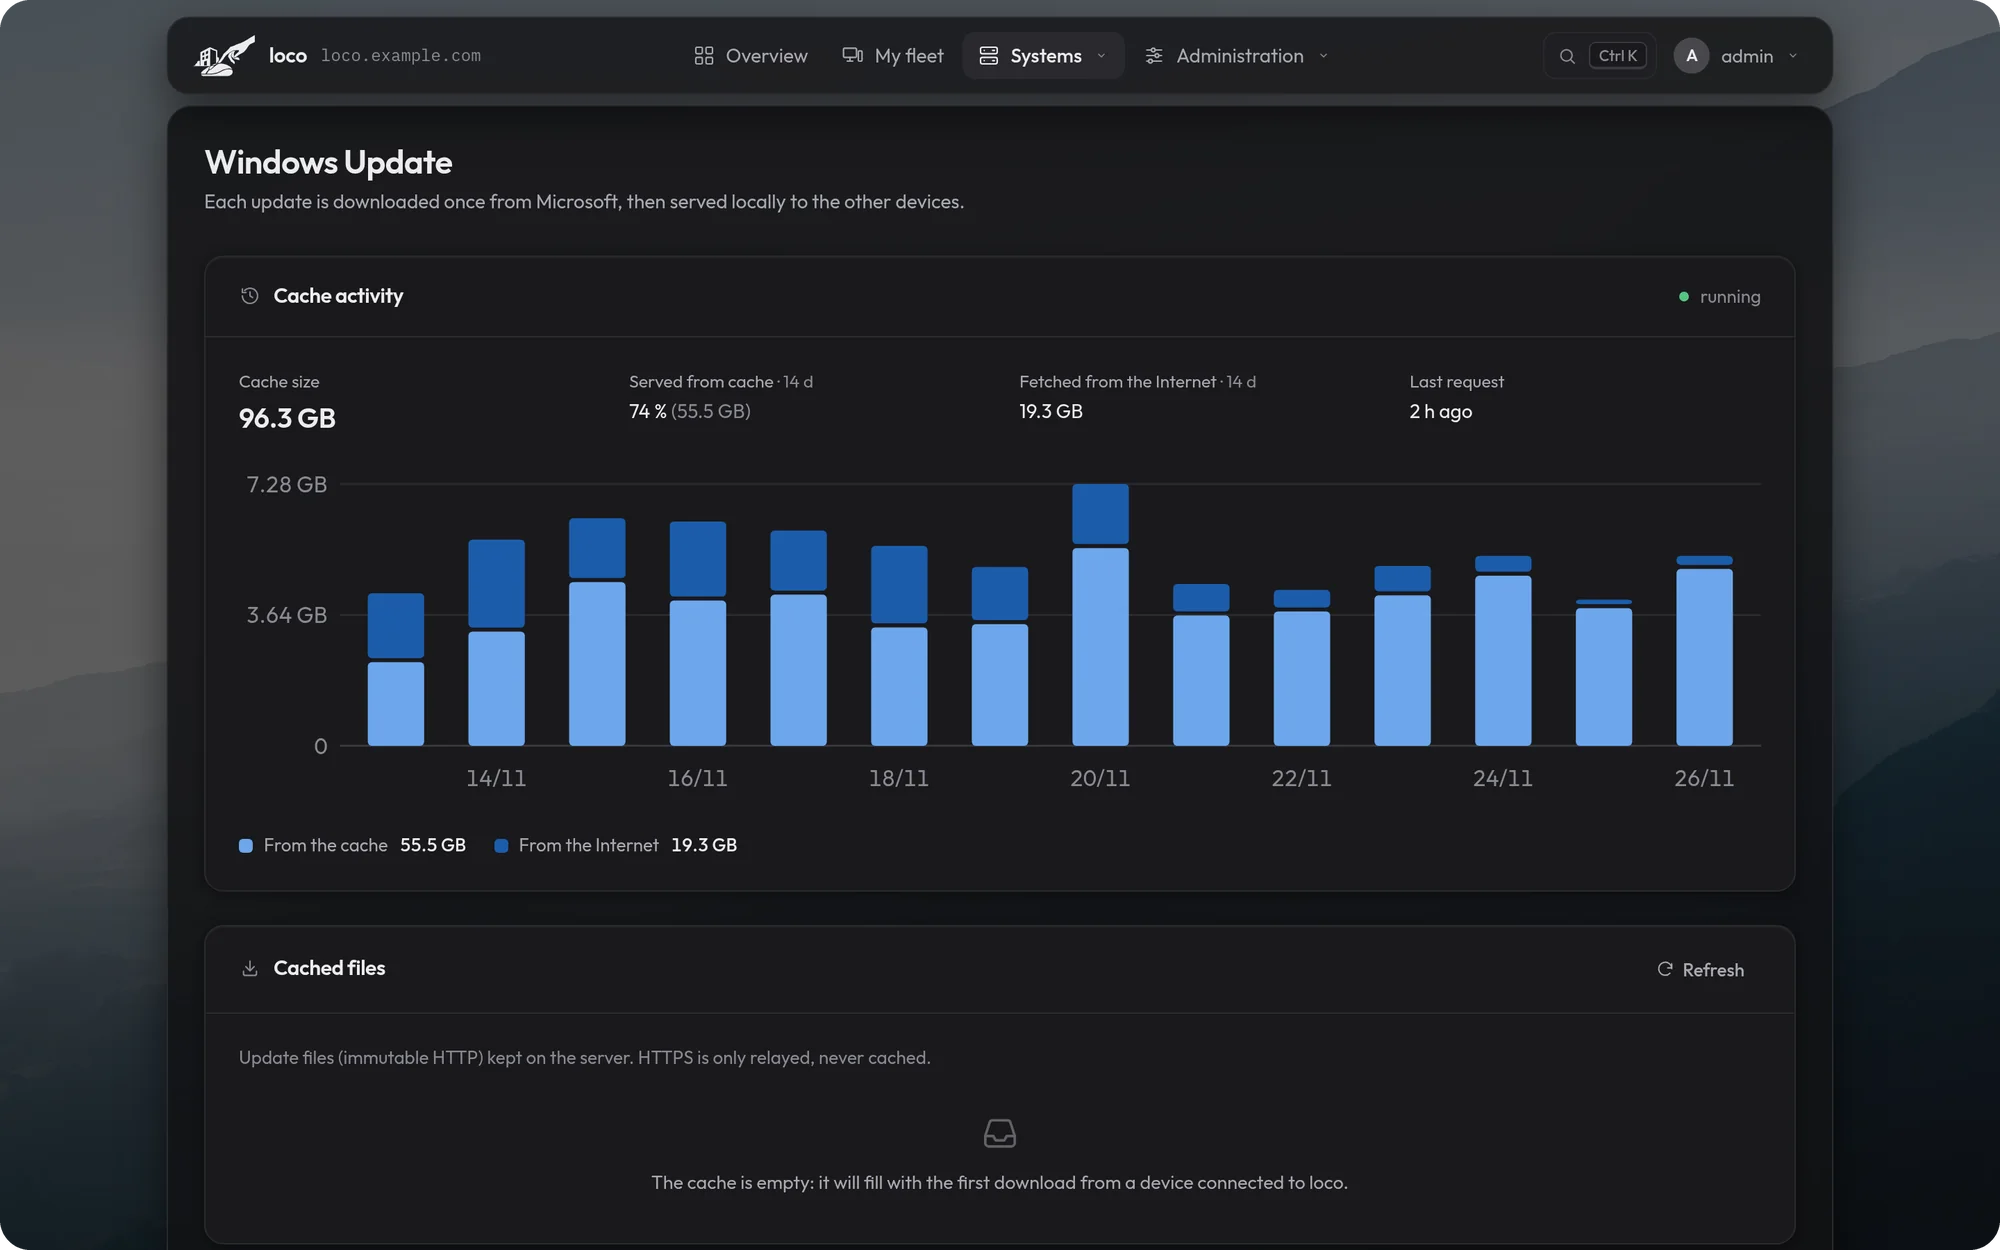 loco loco.example.com Overview My fleet Systems Administration Ctrl K A admin
Windows Update
Each update is downloaded once from Microsoft, then served locally to the other devices.
Cache activity running
Cache size Served from cache · 14 d Fetched from the Internet · 14 d Last request
96.3 GB 74 % (55.5 GB) 19.3 GB 2 h ago
7.28 GB
3.64 GB
0
14/11 16/11 18/11 20/11 22/11 24/11 26/11
From the cache 55.5 GB From the Internet 19.3 GB
Cached files Refresh
Update files (immutable HTTP) kept on the server. HTTPS is only relayed, never cached.
The cache is empty: it will fill with the first download from a device connected to loco.